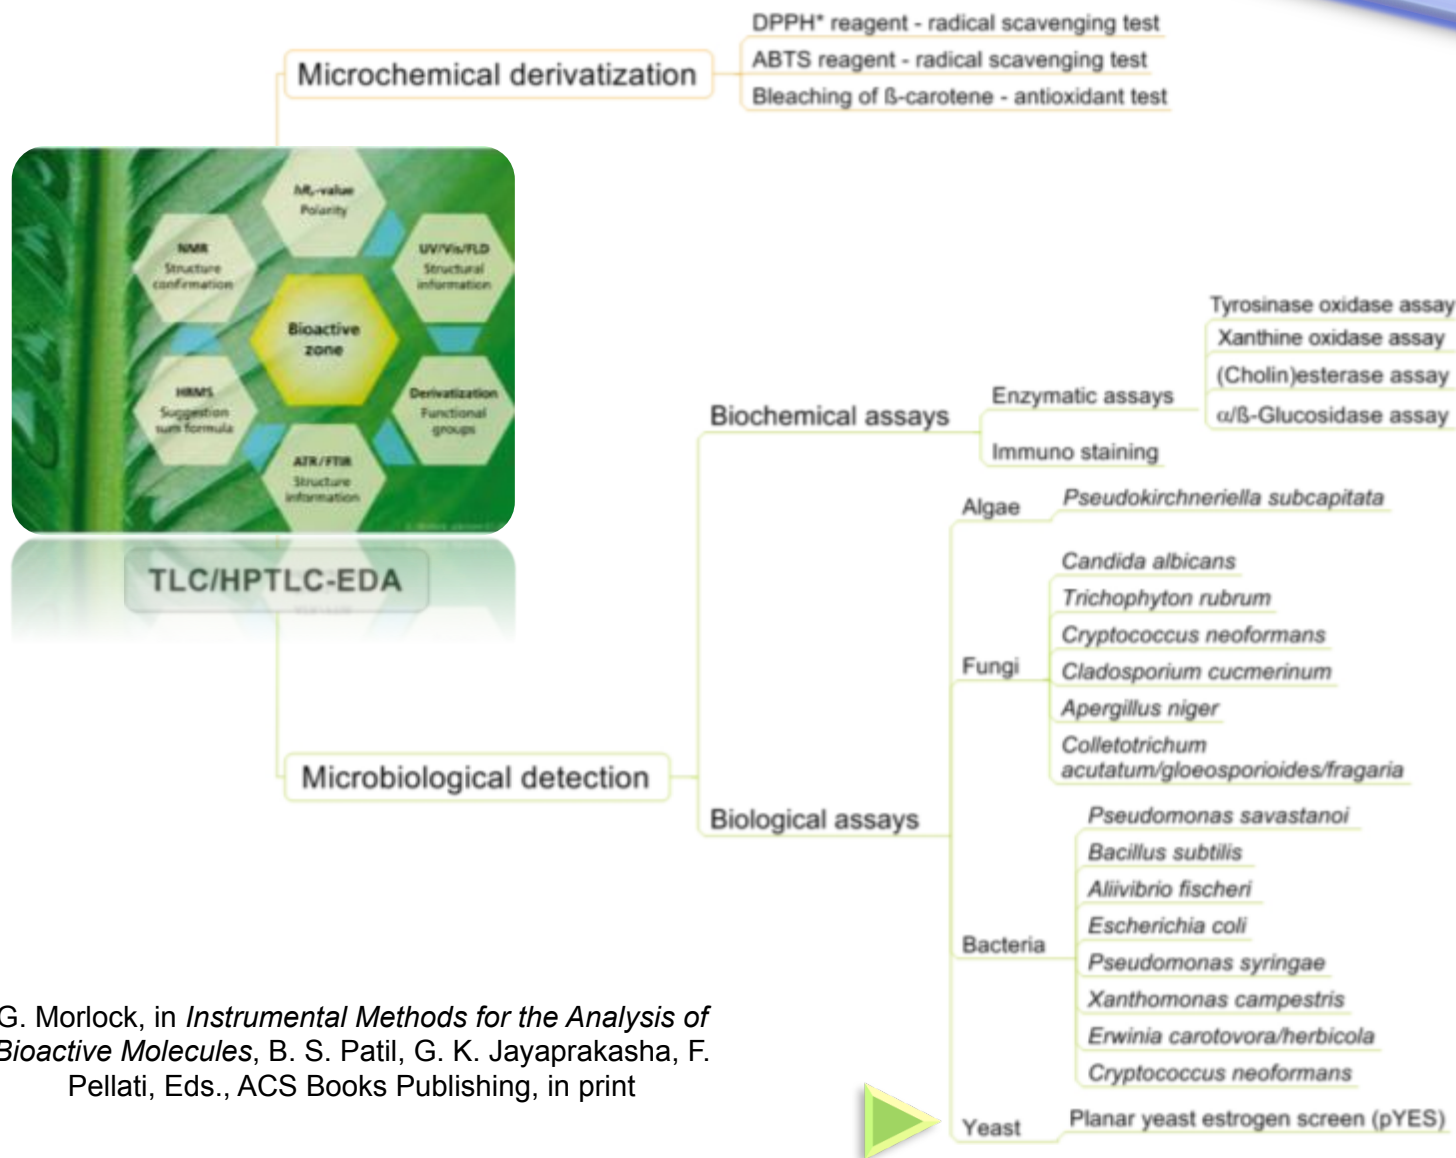 DPPH* reagent - radical scavenging test
ABTS reagent - radical scavenging test
Bleaching of ß-carotene - antioxidant test
Microchemical derivatization
hRF-value
Polarity
NMR
Structure
confirmation
UV/Vis/FLD
Structural
information
Bioactive
zone
HRMS
Suggestion
sum formula
Derivatization
Functional
groups
ATR/FTIR
Structure
information
TLC/HPTLC-EDA
Microbiological detection
Biochemical assays
Enzymatic assays
Tyrosinase oxidase assay
Xanthine oxidase assay
(Cholin)esterase assay
α/ß-Glucosidase assay
Immuno staining
Biological assays
Algae
Pseudokirchneriella subcapitata
Fungi
Candida albicans
Trichophyton rubrum
Cryptococcus neoformans
Cladosporium cucmerinum
Apergillus niger
Colletotrichum
acutatum/gloeosporioides/fragaria
Bacteria
Pseudomonas savastanoi
Bacillus subtilis
Aliivibrio fischeri
Escherichia coli
Pseudomonas syringae
Xanthomonas campestris
Erwinia carotovora/herbicola
Cryptococcus neoformans
Yeast
Planar yeast estrogen screen (pYES)
G. Morlock, in Instrumental Methods for the Analysis of
Bioactive Molecules, B. S. Patil, G. K. Jayaprakasha, F.
Pellati, Eds., ACS Books Publishing, in print